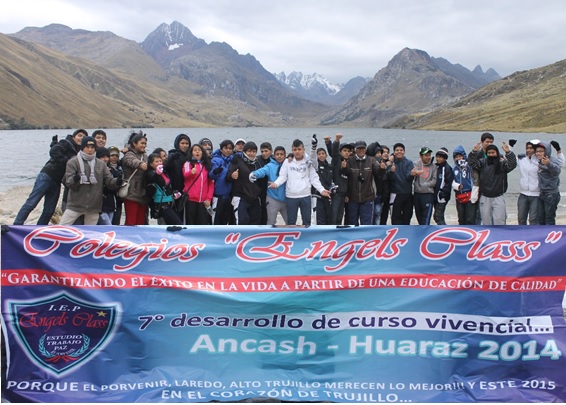 Colegios "Engels Class"
"GARANTIZANDO EL ÉXITO EN LA VIDA A PARTIR DE UNA EDUCACIÓN DE CALIDAD"
I.E.P
Engels Class
ESTUDIO
TRABAJO
PAZ
7° desarrollo de curso vivencial...
Ancash - Huaraz 2014
PORQUE EL PORVENIR, LAREDO, ALTO TRUJILLO MERECEN LO MEJOR!!! Y ESTE 2015
EN EL CORAZÓN DE TRUJILLO...